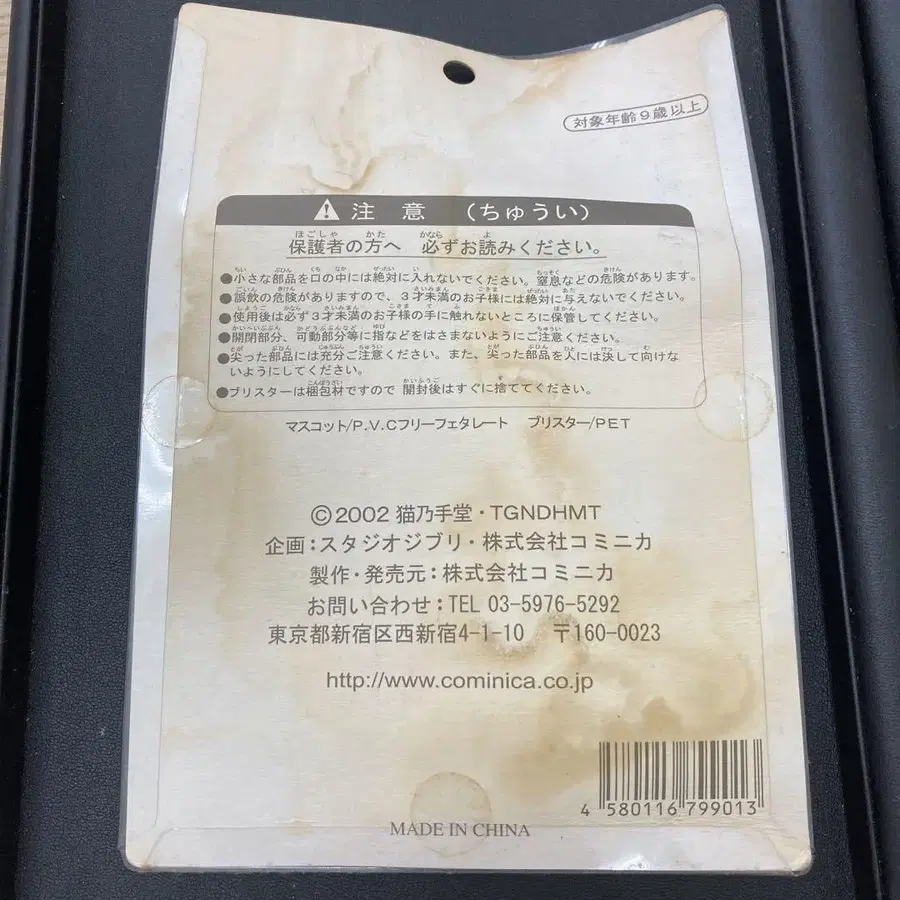 対象年齢9歳以上
注意 (ちゅうい)
保護者の方へ 必ずお読みください。
●小さな部品を口の中には絶対に入れないでください。窒息などの危険があります。
●誤飲の危険がありますので、3才未満のお子様には絶対に与えないでください。
●使用後は必ず3才未満のお子様の手に触れないところに保管してください。
●開閉部分、可動部分等に指などをはさまないようにご注意ください。
●尖った部品には充分ご注意ください。また、尖った部品を人には決して向けな
いようにしてください。
●ブリスターは梱包材ですので 開封後はすぐに捨ててください。
マスコット/P.V.Cフリーフェタレート ブリスター/PET
©2002 猫乃手堂・TGNDHMT
企画:スタジオジブリ・株式会社コミニカ
製作・発売元:株式会社コミニカ
お問い合わせ:TEL 03-5976-5292
東京都新宿区西新宿4-1-10 〒160-0023
http://www.cominica.co.jp
4 580116 799013
MADE IN CHINA